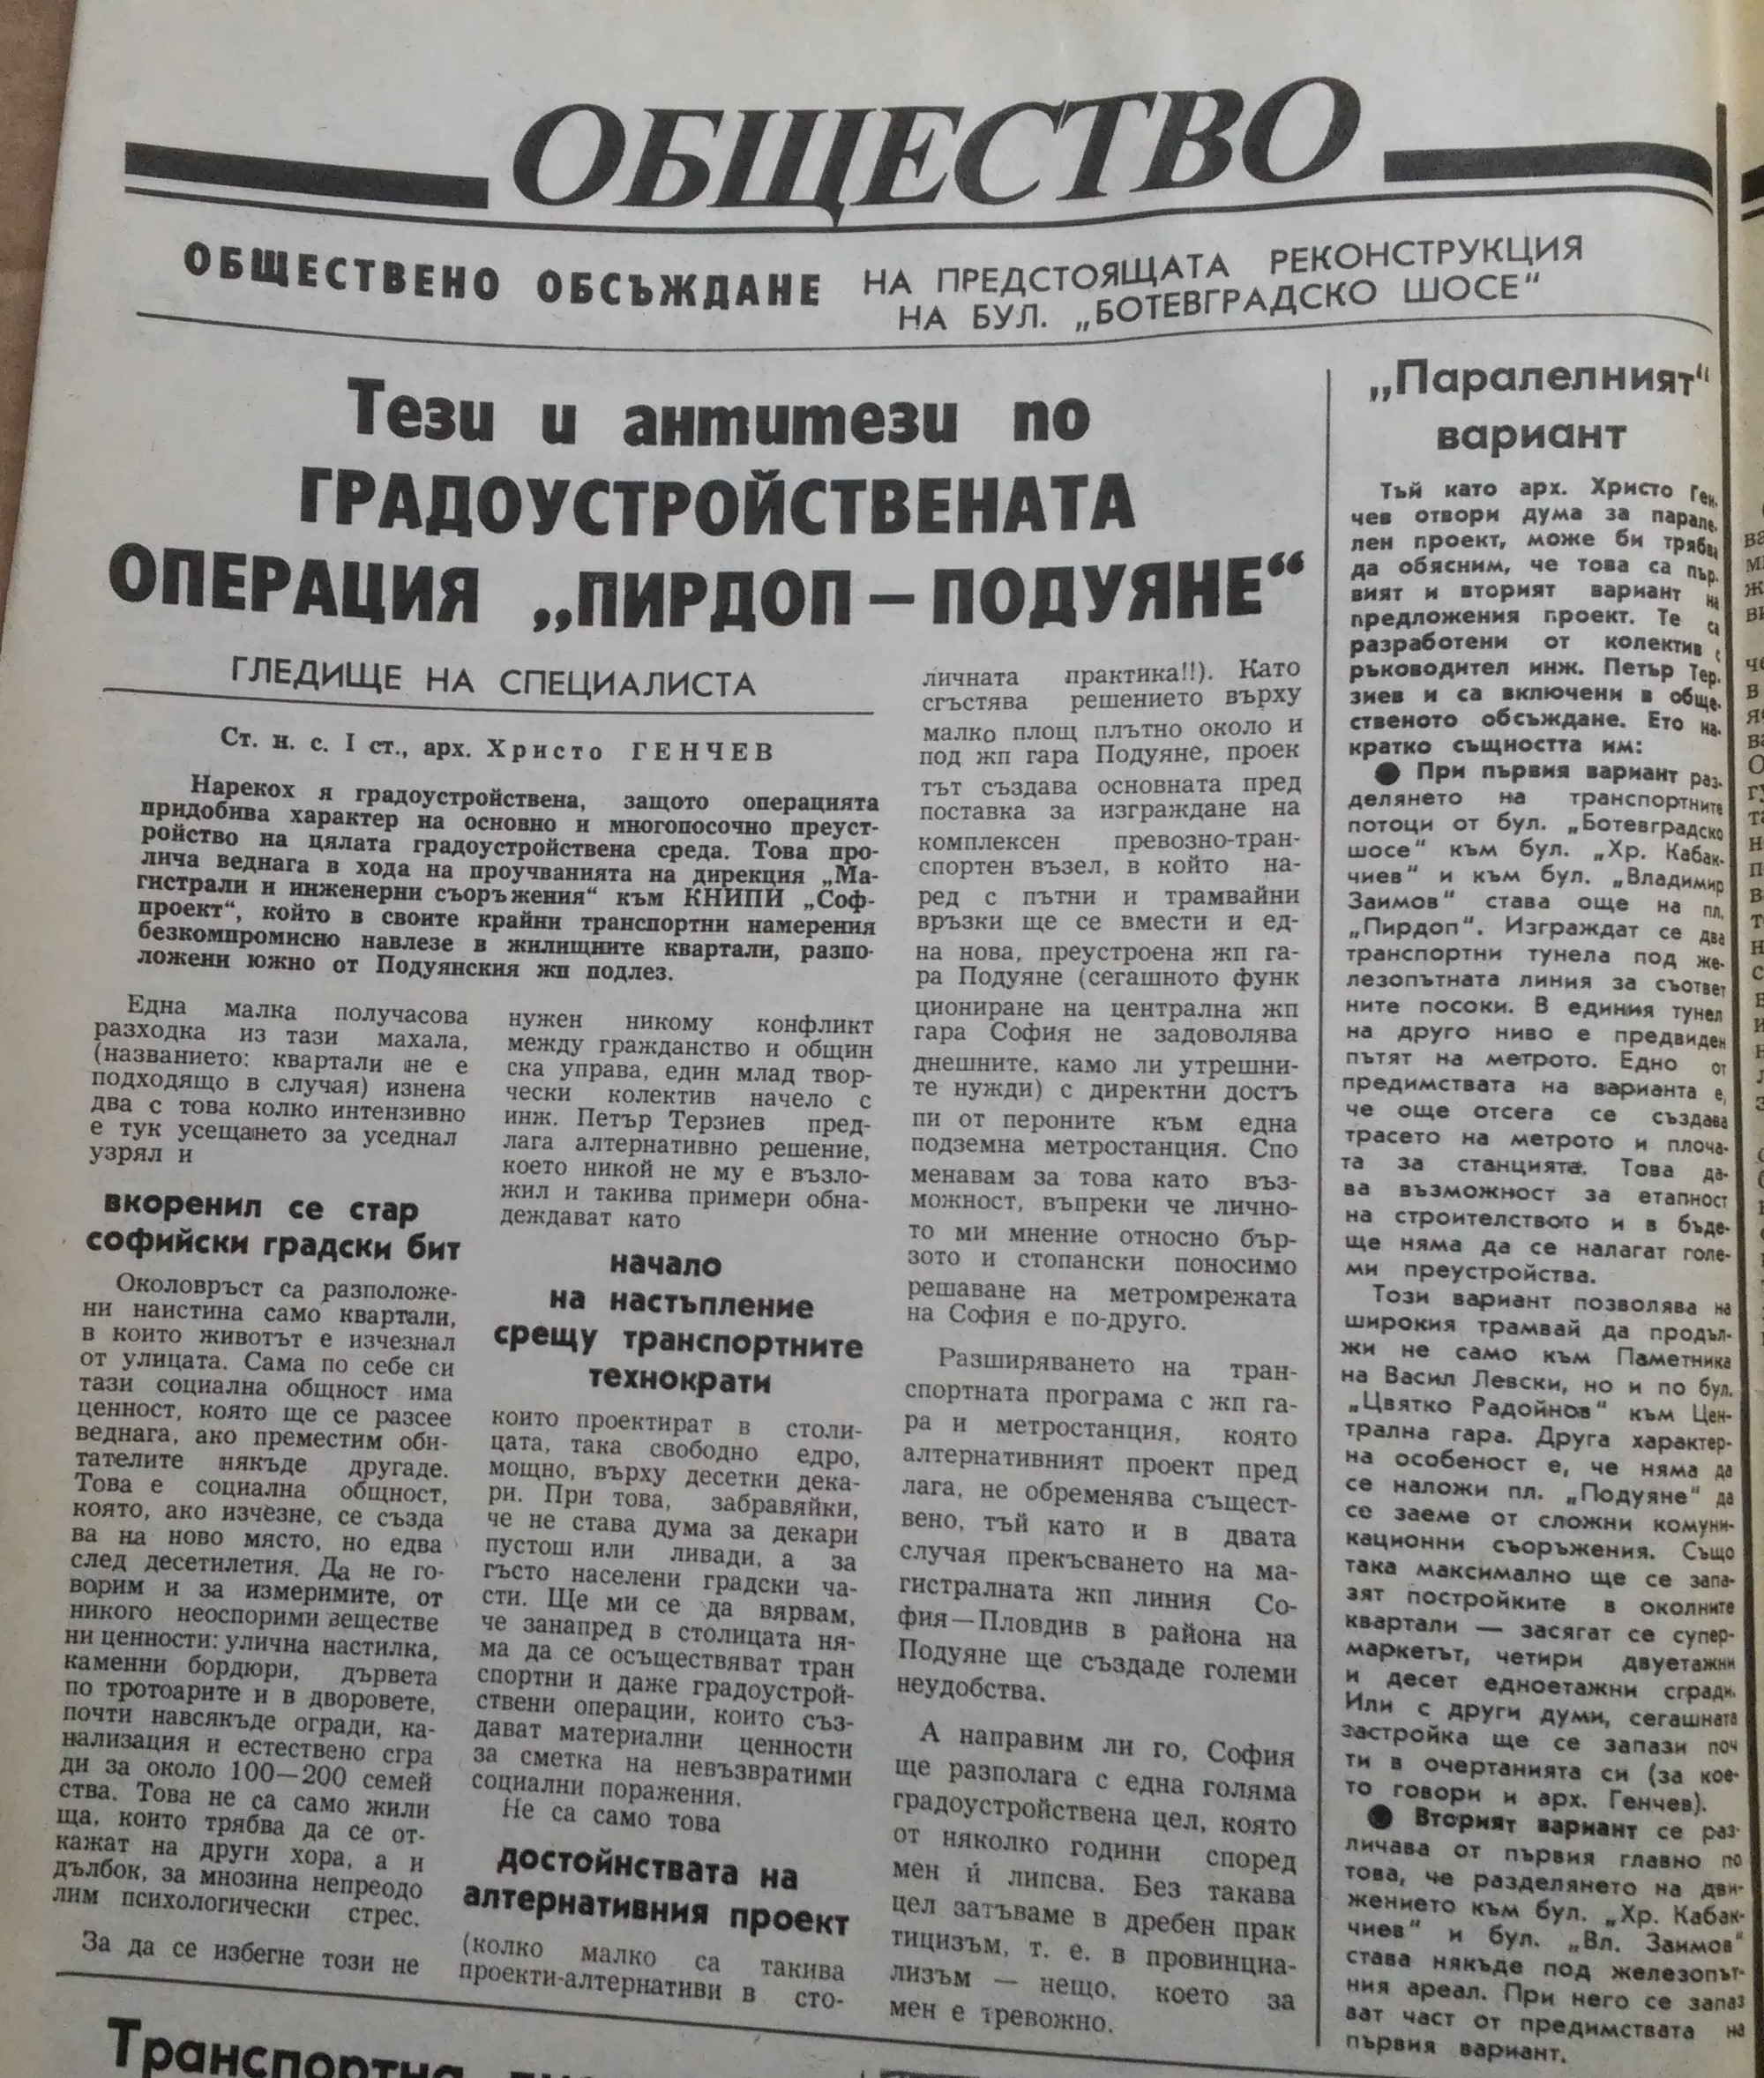 ОБЩЕСТВО
ОБЩЕСТВЕНО ОБСЪЖДАНЕ НА ПРЕДСТОЯЩАТА РЕКОНСТРУКЦИЯ
НА БУЛ. „БОТЕВГРАДСКО ШОСЕ“
Тези и антитези по
ГРАДОУСТРОЙСТВЕНАТА
ОПЕРАЦИЯ „ПИРДОП – ПОДУЯНЕ“
ГЛЕДИЩЕ НА СПЕЦИАЛИСТА
Ст. н. с. I ст., арх. Христо ГЕНЧЕВ
Нарекох я градоустройствена, защото операцията
придобива характер на основно и многопосочно преуст-
ройство на цялата градоустройствена среда. Това про-
лича веднага в хода на проучванията на дирекция „Ма-
гистрали и инженерни съоръжения“ към КНИПИ „Соф-
проект“, който в своите крайни транспортни намерения
безкомпромисно навлезе в жилищните квартали, разпо-
ложени южно от Подуянския жп подлез.
Една малка получасова
разходка из тази махала,
(названието: квартали не е
подходящо в случая) изнена
два с това колко интензивно
е тук усещането за уседнал
узрял и
вкоренил се стар
софийски градски бит
Околовръст са разположе-
ни наистина само квартали,
в които животът е изчезнал
от улицата. Сама по себе си
тази социална общност има
ценност, която ще се разсее
веднага, ако преместим оби-
тателите някъде другаде.
Това е социална общност,
която, ако изчезне, се създа
ва на ново място, но едва
след десетилетия. Да не го-
ворим и за измеримите, от
никого неоспорими веществе
ни ценности: улична настилка,
каменни бордюри, дървета
по тротоарите и в дворовете,
почти навсякъде огради, ка-
нализация и естествено сгра
ди за около 100—200 семей
ства. Това не са само жили
ща, които трябва да се от-
кажат на други хора, а и
дълбок, за мнозина непреодо
лим психологически стрес.
За да се избегне този не
нужен никому конфликт
между гражданство и общин
ска управа, един млад твор-
чески колектив начело с
инж. Петър Терзиев пред-
лага алтернативно решение,
което никой не му е възло-
жил и такива примери обна-
деждават като
начало
на настъпление
срещу транспортните
технократи
които проектират в столи-
цата, така свободно едро,
мощно, върху десетки дека-
ри. При това, забравяйки,
че не става дума за декари
пустош или ливади, а за
гъсто населени градски ча-
сти. Ще ми се да вярвам,
че занапред в столицата ня-
ма да се осъществяват тран
спортни и даже градоустрой-
ствени операции, които съз-
дават материални ценности
за сметка на невъзвратими
социални поражения.
Не са само това
достойнствата на
алтернативния проект
(колко малко са такива
проекти-алтернативи в сто-
личната практика!!). Като
сгъстява решението върху
малко площ плътно около и
под жп гара Подуяне, проек
тът създава основната пред
поставка за изграждане на
комплексен превозно-тран-
спортен възел, в който на-
ред с пътни и трамвайни
връзки ще се вмести и ед-
на нова, преустроена жп га-
ра Подуяне (сегашното функ
циониране на централна жп
гара София не задоволява
днешните, камо ли утрешни-
те нужди) с директни достъ
пи от пероните към една
подземна метростанция. Спо
менавам за това като въз-
можност, въпреки че лично-
то ми мнение относно бър-
зото и стопански поносимо
решаване на метромрежата
на София е по-друго.
Разширяването на тран-
спортната програма с жп га-
ра и метростанция, която
алтернативният проект пред
лага, не обременява същест-
вено, тъй като и в двата
случая прекъсването на ма-
гистралната жп линия Со-
фия—Пловдив в района на
Подуяне ще създаде големи
неудобства.
А направим ли го, София
ще разполага с една голяма
градоустройствена цел, която
от няколко години според
мен ѝ липсва. Без такава
цел затъваме в дребен прак
тицизъм, т. е. в провинциа-
лизъм — нещо, което за
мен е тревожно.
„Паралелният“
вариант
Тъй като арх. Христо Ген-
чев отвори дума за парале-
лен проект, може би трябва
да обясним, че това са пър-
вият и вторият вариант на
предложения проект. Те са
разработени от колектив с
ръководител инж. Петър Тер-
зиев и са включени в обще-
ственото обсъждане. Ето на-
кратко същността им:
● При първия вариант раз-
делянето на транспортните
потоци от бул. „Ботевградско
шосе“ към бул. „Хр. Кабак-
чиев“ и към бул. „Владимир
Заимов“ става още на пл.
„Пирдоп“. Изграждат се два
транспортни тунела под же-
лезопътната линия за съответ
ните посоки. В единия тунел
на друго ниво е предвиден
пътят на метрото. Едно от
предимствата на варианта е,
че още отсега се създава
трасето на метрото и плоча-
та за станцията. Това да-
ва възможност за етапност
на строителството и в бъде-
ще няма да се налагат голе-
ми преустройства.
Този вариант позволява на
широкия трамвай да продъл-
жи не само към Паметника
на Васил Левски, но и по бул.
„Цвятко Радойнов“ към Цен-
трална гара. Друга характер-
на особеност е, че няма да
се наложи пл. „Подуяне“ да
се заеме от сложни комуни-
кационни съоръжения. Също
така максимално ще се запа-
зят постройките в околните
квартали — засягат се супер-
маркетът, четири двуетажни
и десет едноетажни сгради.
Или с други думи, сегашната
застройка ще се запази поч
ти в очертанията си (за кое-
то говори и арх. Генчев).
● Вторият вариант се раз-
личава от първия главно по
това, че разделянето на дви-
жението към бул. „Хр. Кабак-
чиев“ и бул. „Вл. Заимов“
става някъде под железопът-
ния ареал. При него се запаз
ват част от предимствата на
първия вариант.
Транспортна